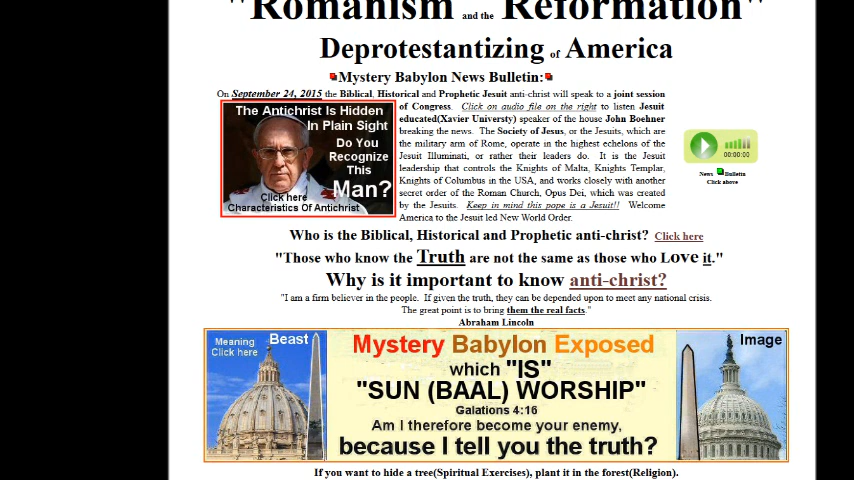 "Romanism and the Reformation"
Deprotestantizing of America
Mystery Babylon News Bulletin:
On September 24, 2015 the Biblical, Historical and Prophetic Jesuit anti-christ will speak to a joint session
of Congress. Click on audio file on the right to listen Jesuit
educated(Xavier Universty) speaker of the house John Boehner
breaking the news. The Society of Jesus, or the Jesuits, which are
the military arm of Rome, operate in the highest echelons of the
Jesuit Illuminati, or rather their leaders do. It is the Jesuit
leadership that controls the Knights of Malta, Knights Templar,
Knights of Columbus in the USA, and works closely with another
secret order of the Roman Church, Opus Dei, which was created
by the Jesuits. Keep in mind this pope is a Jesuit!! Welcome
America to the Jesuit led New World Order.
The Antichrist Is Hidden
In Plain Sight
Do You
Recognize
This
Man?
Click here
Characteristics Of Antichrist
00:00:00
News Bulletin
Click above
Who is the Biblical, Historical and Prophetic anti-christ? Click here
"Those who know the Truth are not the same as those who Love it."
Why is it important to know anti-christ?
"I am a firm believer in the people. If given the truth, they can be depended upon to meet any national crisis.
The great point is to bring them the real facts."
Abraham Lincoln
Meaning
Click here
Beast
Mystery Babylon Exposed
which "IS"
"SUN (BAAL) WORSHIP"
Galations 4:16
Am I therefore become your enemy,
because I tell you the truth?
Image
If you want to hide a tree(Spiritual Exercises), plant it in the forest(Religion).